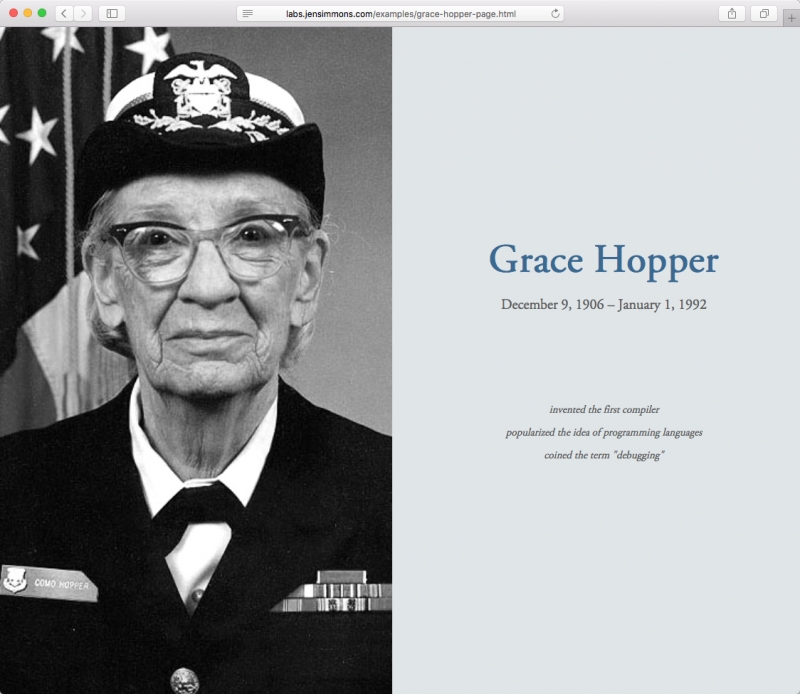 labs.jensimmons.com/examples/grace-hopper-page.html
COMO HOPPER
Grace Hopper
December 9, 1906 – January 1, 1992
invented the first compiler
popularized the idea of programming languages
coined the term "debugging"